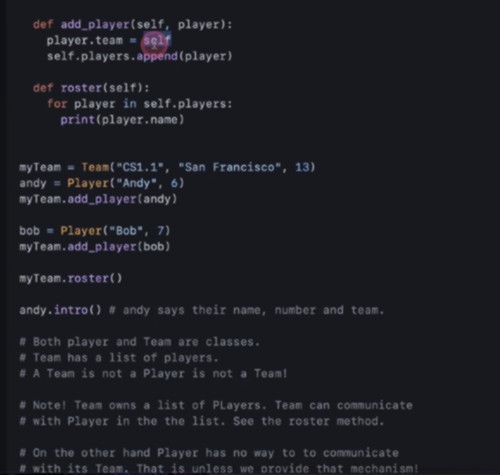 def add_player(self, player):
player.team = self
self.players.append(player)
def roster(self):
for player in self.players:
print(player.name)
myTeam = Team("CS1.1", "San Francisco", 13)
andy = Player("Andy", 6)
myTeam.add_player(andy)
bob = Player("Bob", 7)
myTeam.add_player(bob)
myTeam.roster()
andy.intro() # andy says their name, number and team.
# Both player and Team are classes.
# Team has a list of players.
# A Team is not a Player is not a Team!
# Note! Team owns a list of PLayers. Team can communicate
# with Player in the the list. See the roster method.
# On the other hand Player has no way to to communicate
# with its Team. That is unless we provide that mechanism!